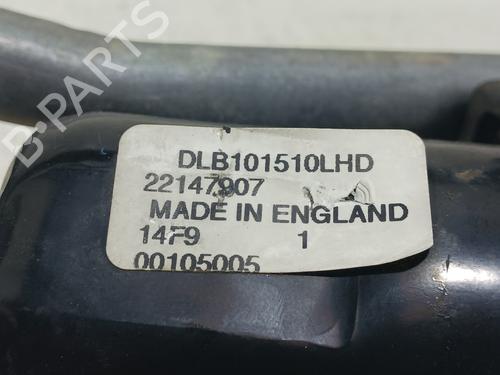 DLB101510LHD
22147907
MADE IN ENGLAND
14F9 1
00105005
B-PARTS